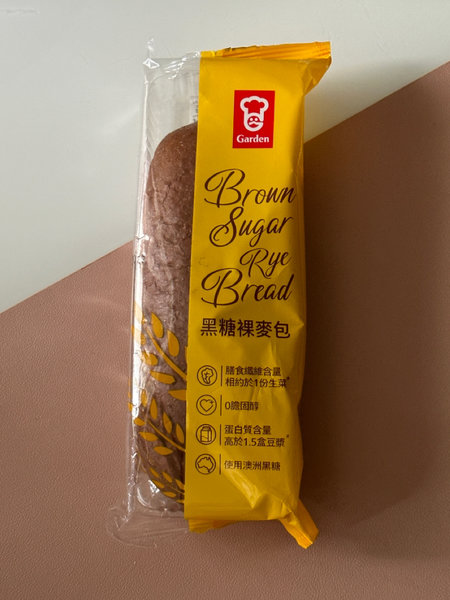 Garden
Brown
Sugar
Rye
Bread
黑糖裸麥包
膳食纖維含量
相約於1份生菜*
0膽固醇
蛋白質含量
高於1.5盒豆漿*
使用澳洲黑糖